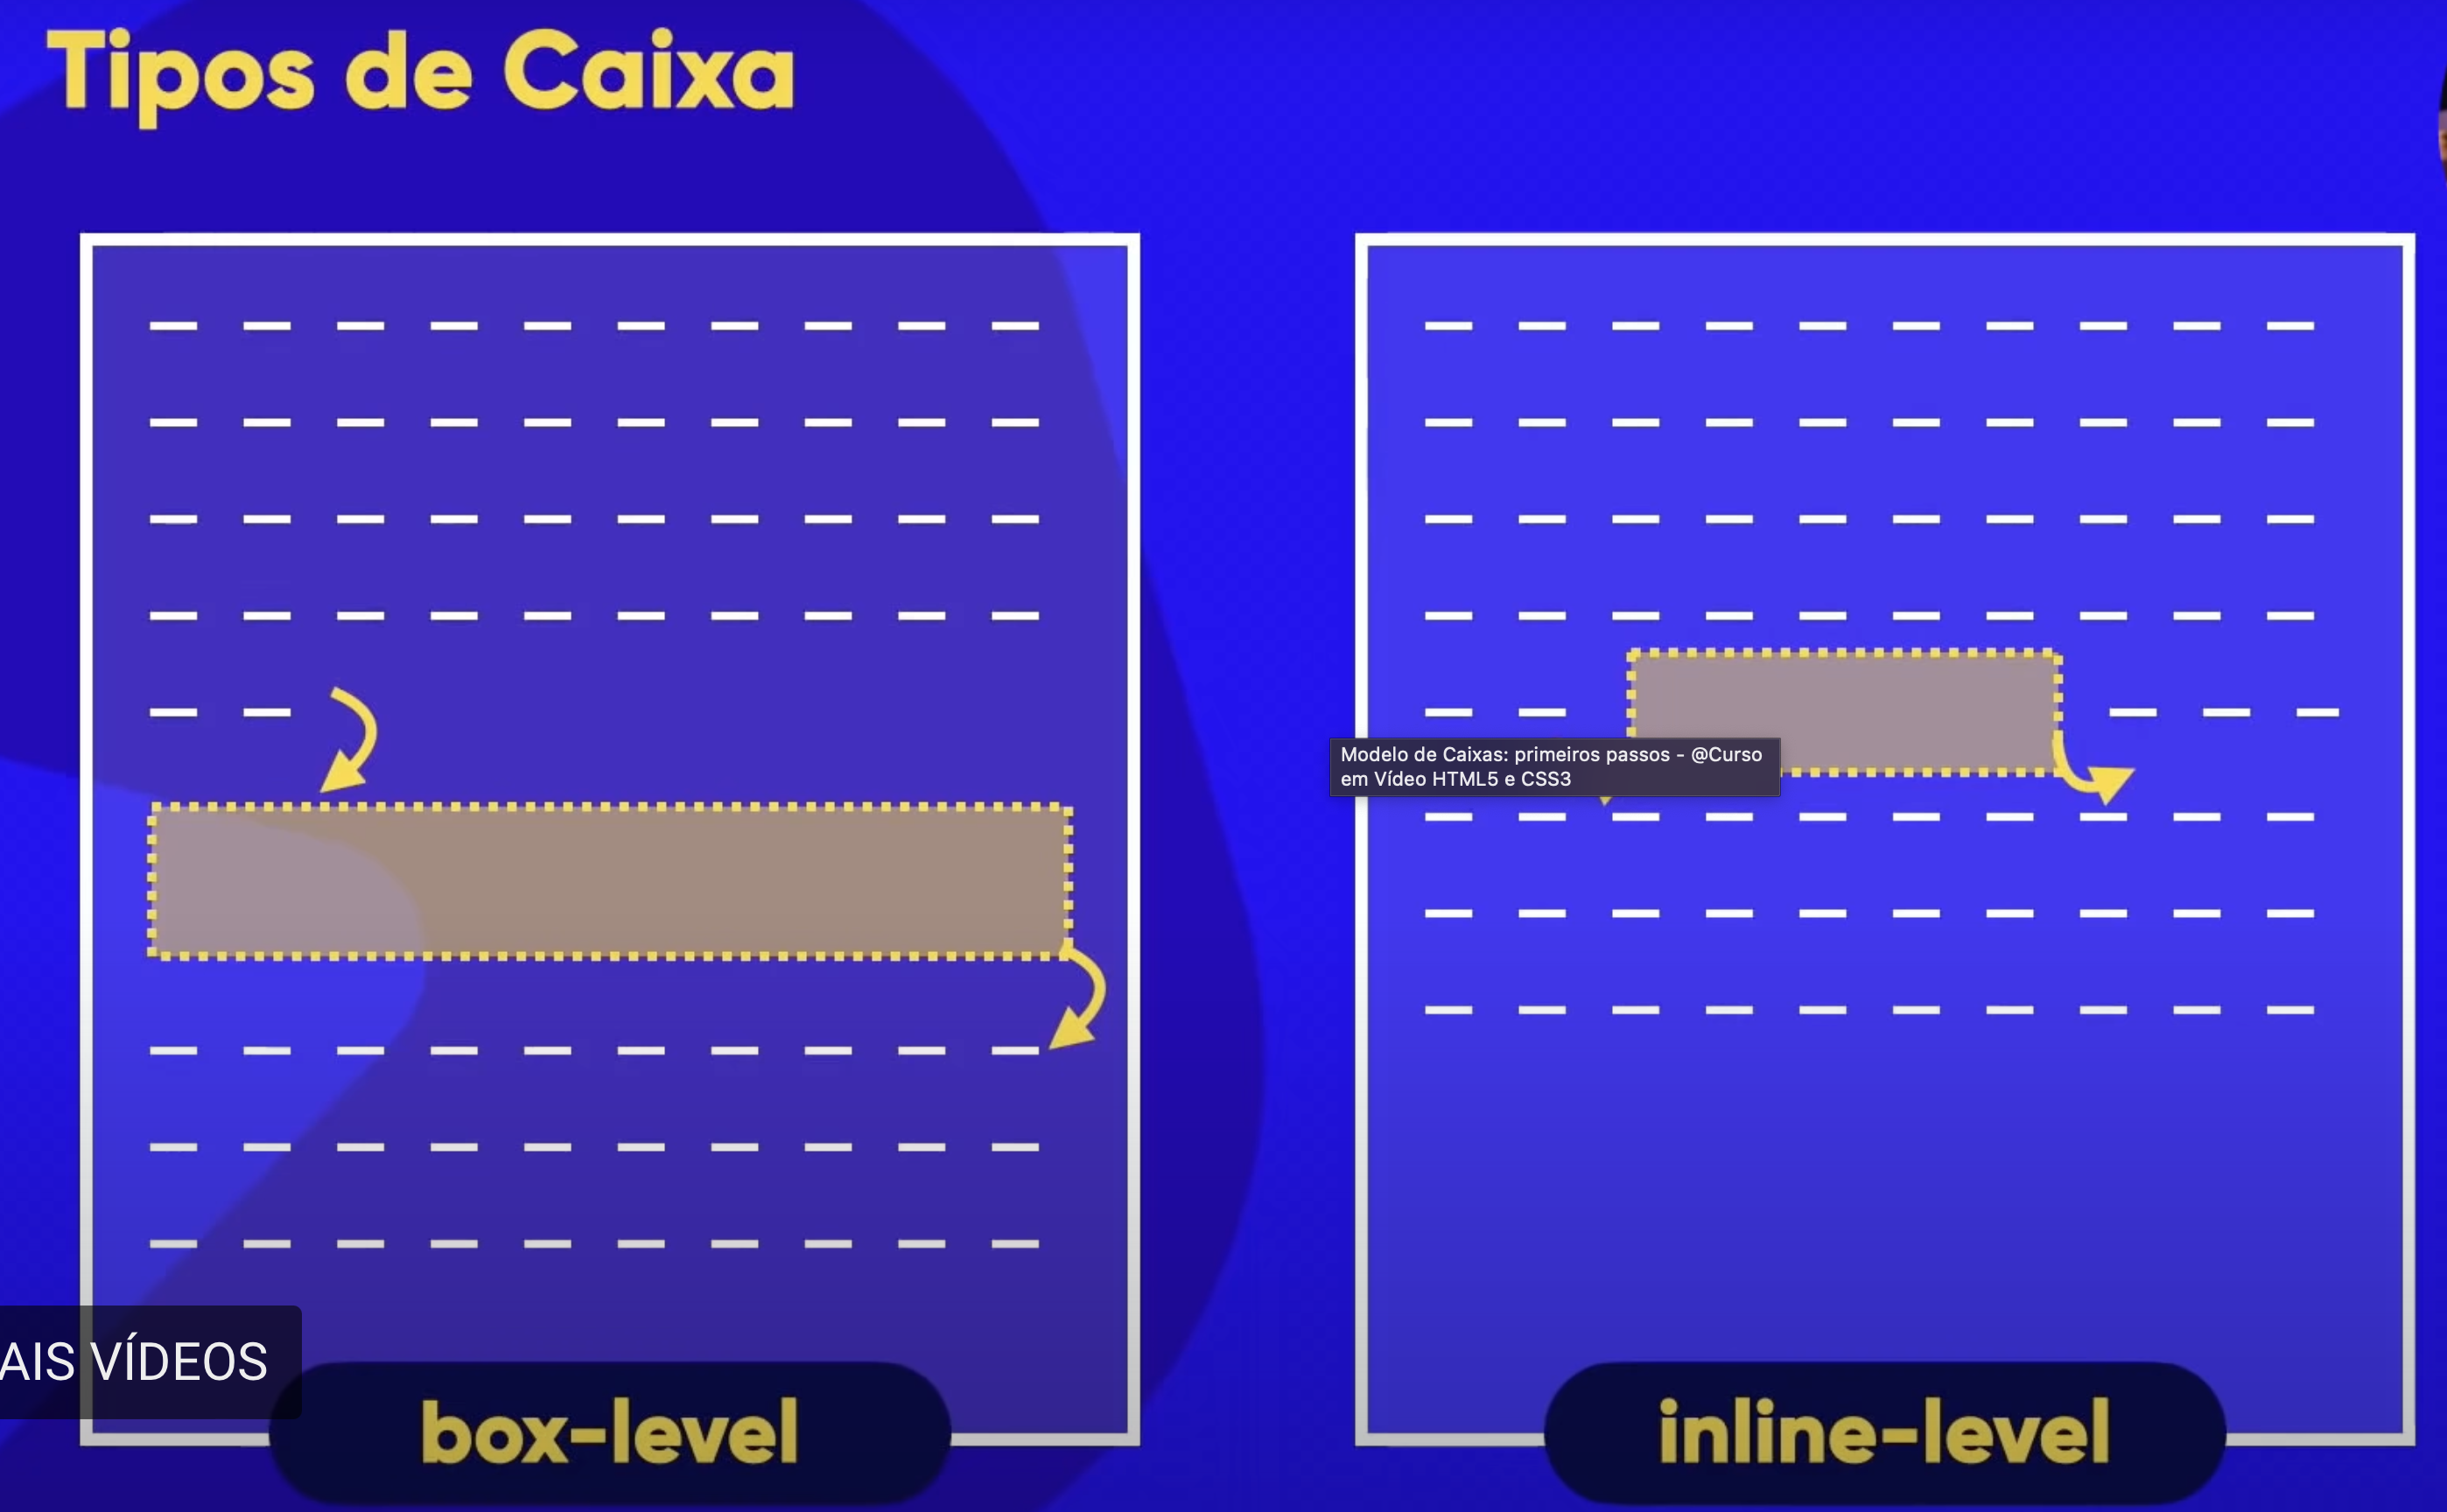 Tipos de Caixa
Modelo de Caixas: primeiros passos - @Curso
em Vídeo HTML5 e CSS3
AIS VÍDEOS
box-level
inline-level